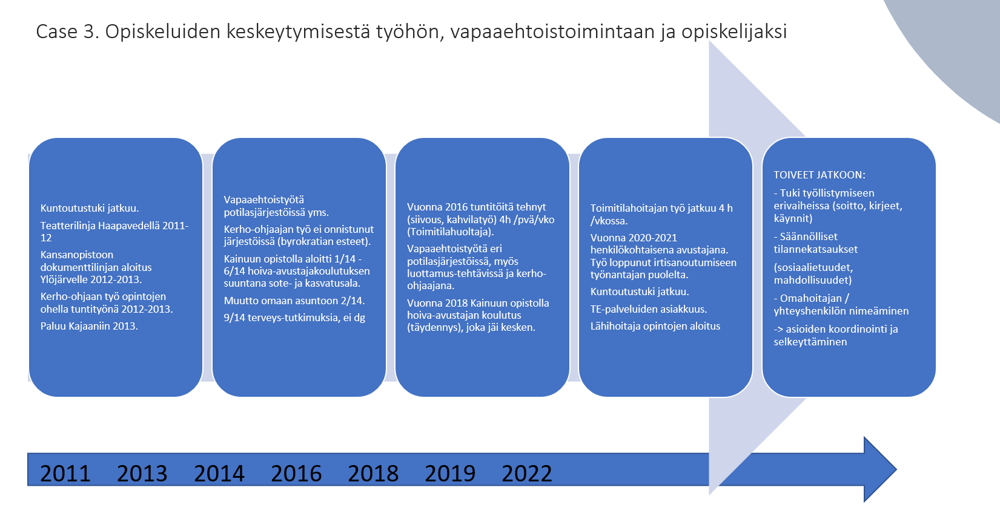 Case 3. Opiskeluiden keskeytymisestä työhön, vapaaehtoistoimintaan ja opiskelijaksi
Kuntoutustuki jatkuu.
Teatterilinja Haapavedellä 2011-
12
Kansanopistoon
dokumenttilinjan aloitus
Ylöjärvelle 2012-2013.
Kerho-ohjaan työ opintojen
ohella tuntityönä 2012-2013.
Paluu Kajaaniin 2013.
Vapaaehtoistyötä
potilasjärjestöissä yms.
Kerho-ohjaajan työ ei onnistunut
järjestöissä (byrokratian esteet).
Kainuun opistolla aloitti 1/14 -
6/14 hoiva-avustajakoulutuksen
suuntana sote- ja kasvatusala.
Muutto omaan asuntoon 2/14.
9/14 terveys-tutkimuksia, ei dg
Vuonna 2016 tuntitöitä tehnyt
(siivous, kahvilatyö) 4h /pvä/vko
(Toimitilahuoltaja).
Vapaaehtoistyötä eri
potilasjärjestöissä, myös
luottamus-tehtävissä ja kerho-
ohjaajana.
Vuonna 2018 Kainuun opistolla
hoiva-avustajan koulutus
(täydennys), joka jäi kesken.
Toimitilahoitajan työ jatkuu 4 h
/vkossa.
Vuonna 2020-2021
henkilökohtaisena avustajana.
Työ loppunut irtisanoutumiseen
työnantajan puolelta.
Kuntoutustuki jatkuu.
TE-palveluiden asiakkuus.
Lähihoitaja opintojen aloitus
TOIVEET JATKOON:
- Tuki työllistymiseen
erivaiheissa (soitto, kirjeet,
käynnit)
- Säännölliset
tilannekatsaukset
(sosiaalietuudet,
mahdollisuudet)
- Omahoitajan /
yhteyshenkilön nimeäminen
-> asioiden koordinointi ja
selkeyttäminen
2011 2013 2014 2016 2018 2019 2022